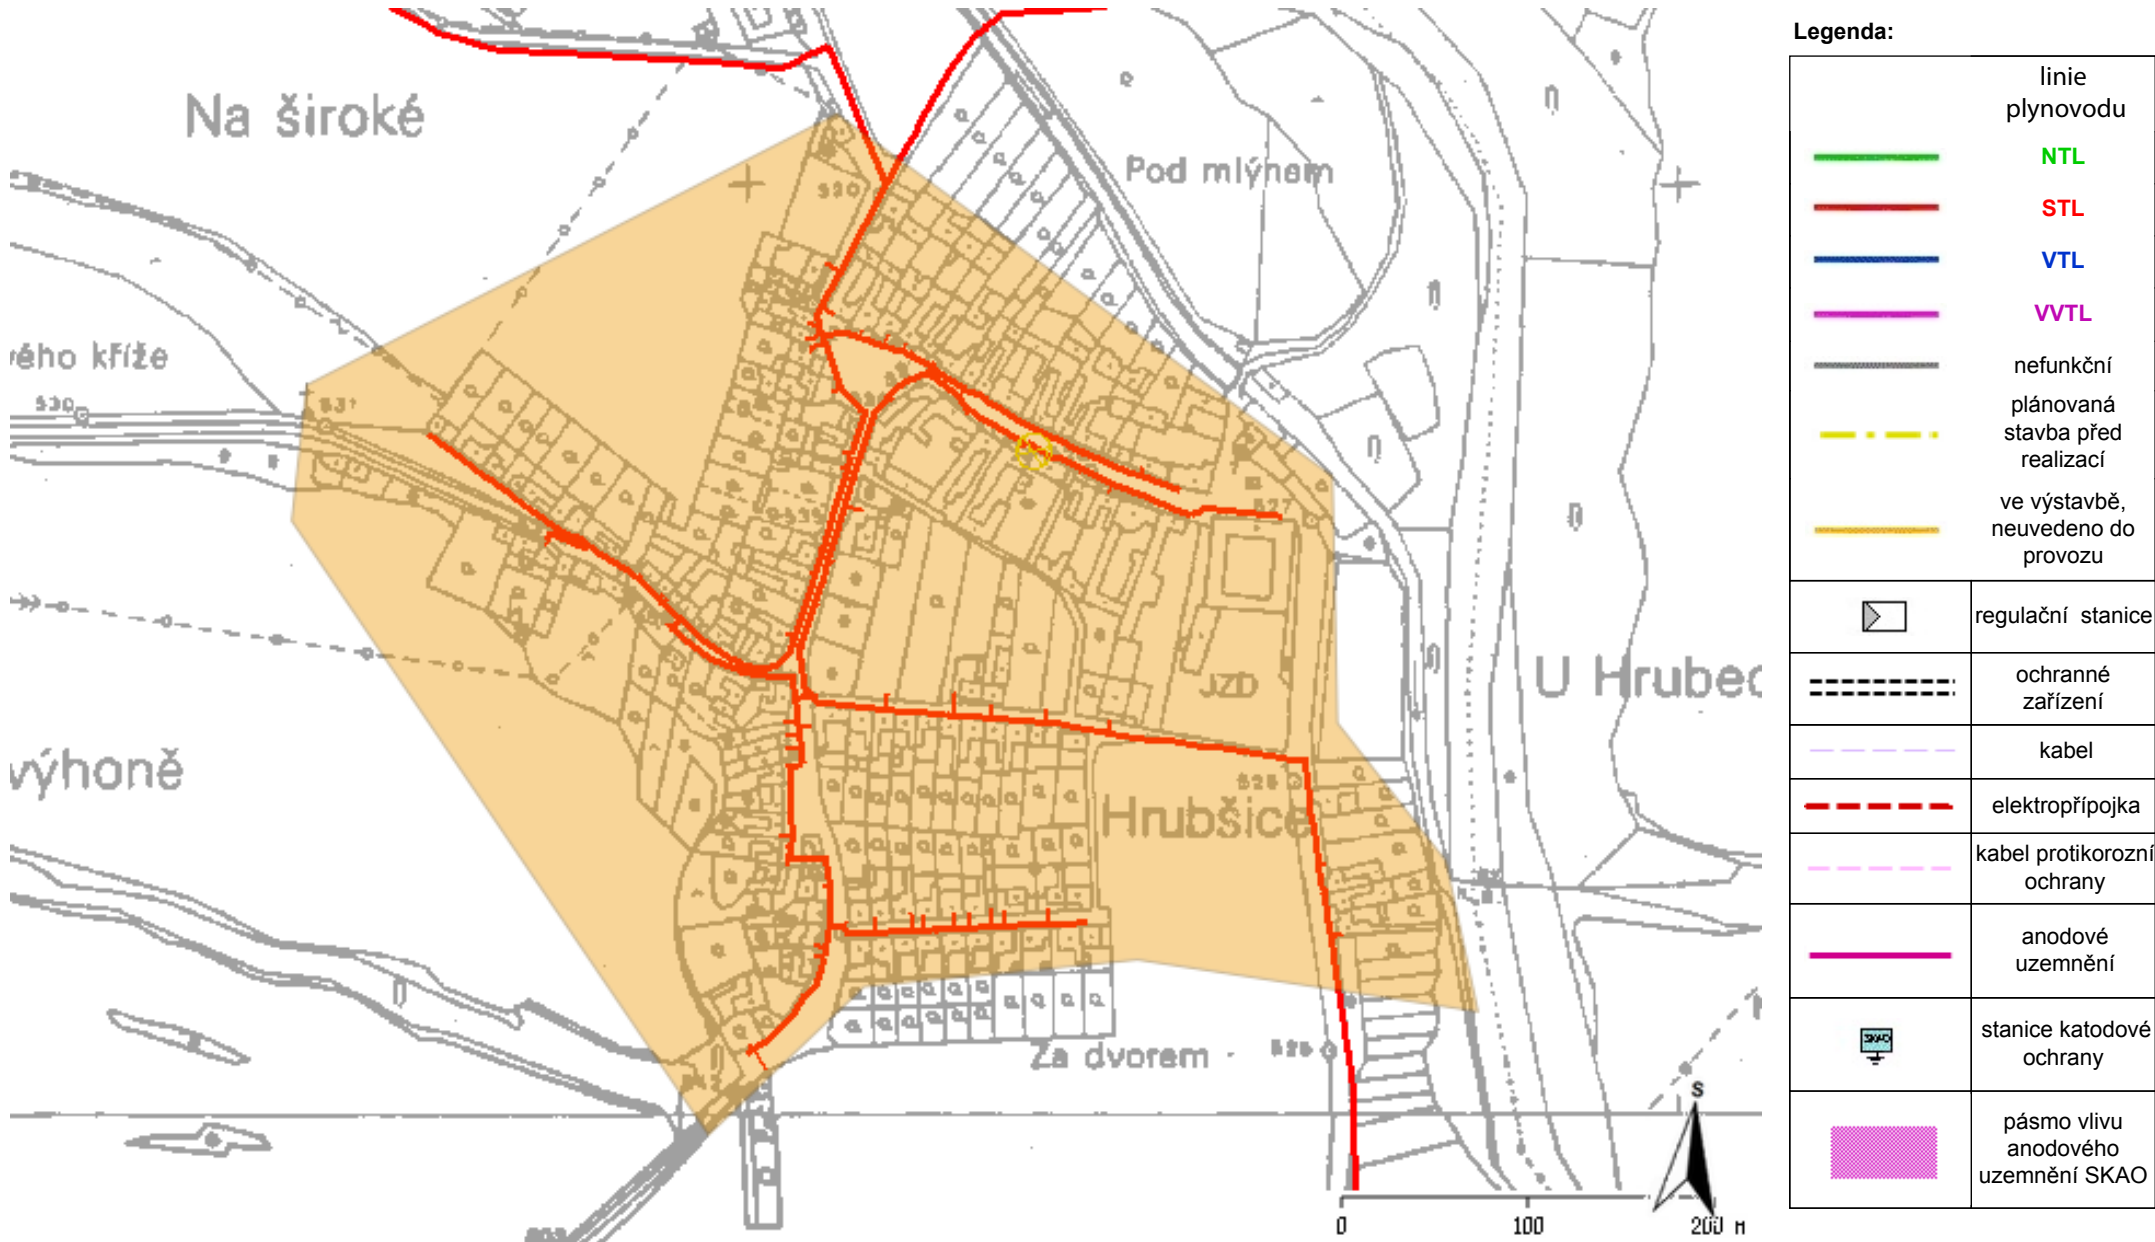 Legenda:
linie
plynovodu
NTL
STL
VTL
VVTL
nefunkční
plánovaná
stavba před
realizací
ve výstavbě,
neuvedeno do
provozu
regulační stanice
ochranné
zařízení
kabel
elektropřípojka
kabel protikorozní
ochrany
anodové
uzemnění
SKAO
stanice katodové
ochrany
pásmo vlivu
anodového
uzemnění SKAO
Na široké
Pod mlýnem
520
ého kříže
530
531
527
JZD
U Hrubec
výhoně
528
Hrubšice
Za dvorem
S
0
100
200 M